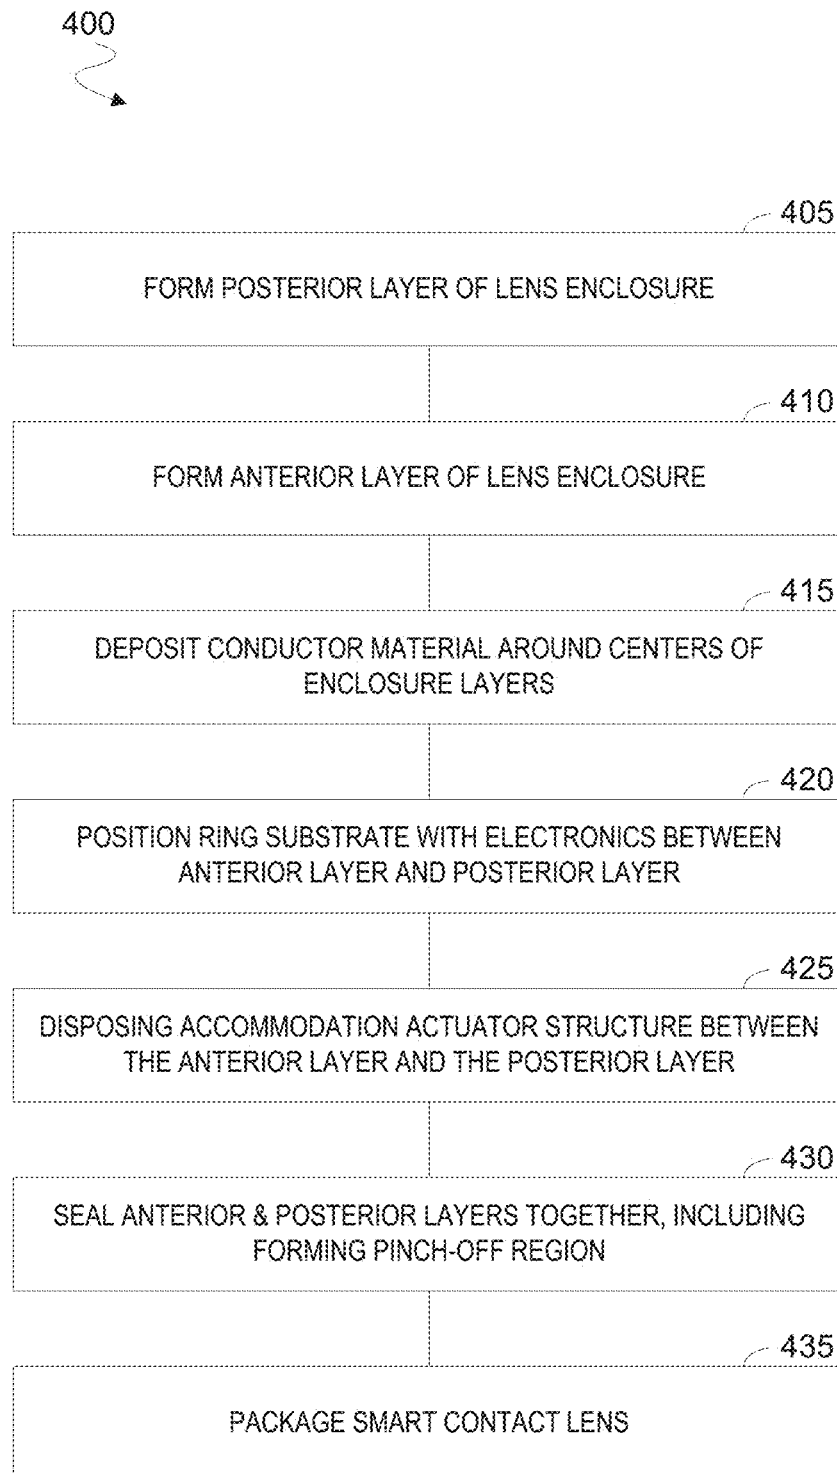 400
405
FORM POSTERIOR LAYER OF LENS ENCLOSURE
410
FORM ANTERIOR LAYER OF LENS ENCLOSURE
415
DEPOSIT CONDUCTOR MATERIAL AROUND CENTERS OF
ENCLOSURE LAYERS
420
POSITION RING SUBSTRATE WITH ELECTRONICS BETWEEN
ANTERIOR LAYER AND POSTERIOR LAYER
425
DISPOSING ACCOMMODATION ACTUATOR STRUCTURE BETWEEN
THE ANTERIOR LAYER AND THE POSTERIOR LAYER
430
SEAL ANTERIOR & POSTERIOR LAYERS TOGETHER, INCLUDING
FORMING PINCH-OFF REGION
435
PACKAGE SMART CONTACT LENS